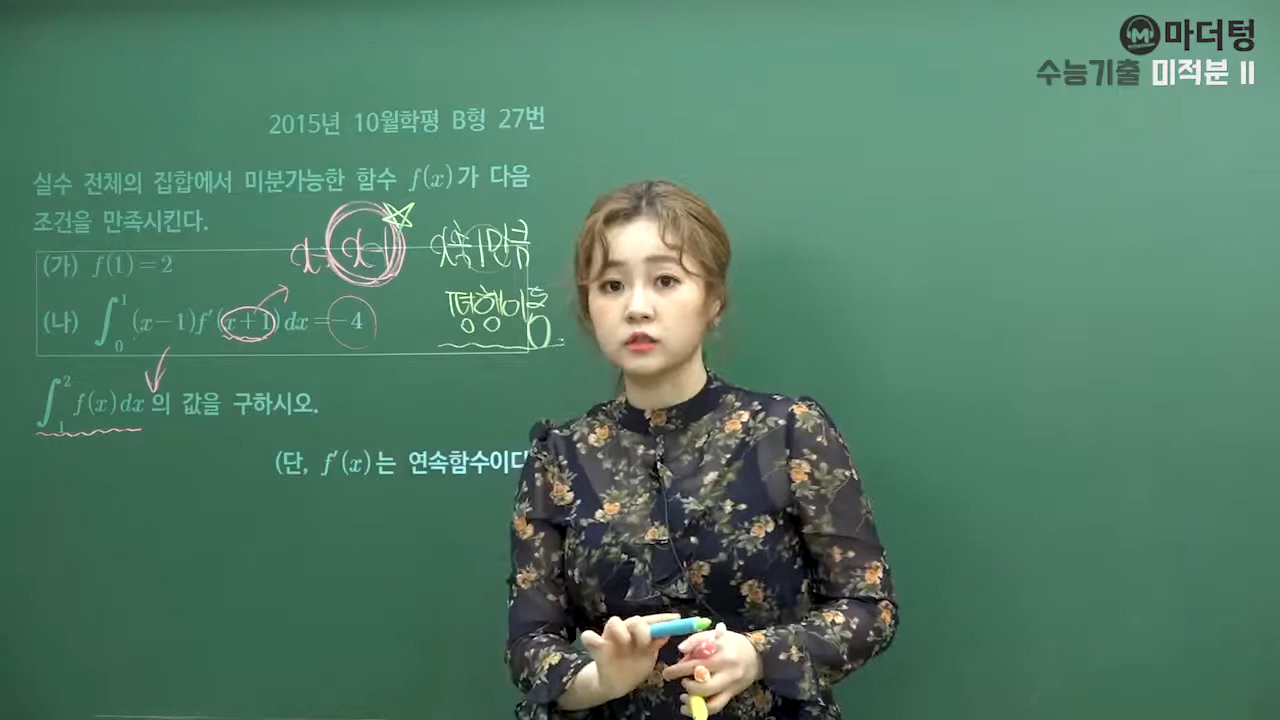 마더텅
수능기출 미적분 II
2015년 10월학평 B형 27번
실수 전체의 집합에서 미분가능한 함수 f(x)가 다음
조건을 만족시킨다.
(가) f(1)=2
x x-1 x축 1만큼
평행이동
(나) ∫₀¹ (x-1)f′(x+1)dx=-4
∫₁² f(x)dx의 값을 구하시오.
(단, f′(x)는 연속함수이다